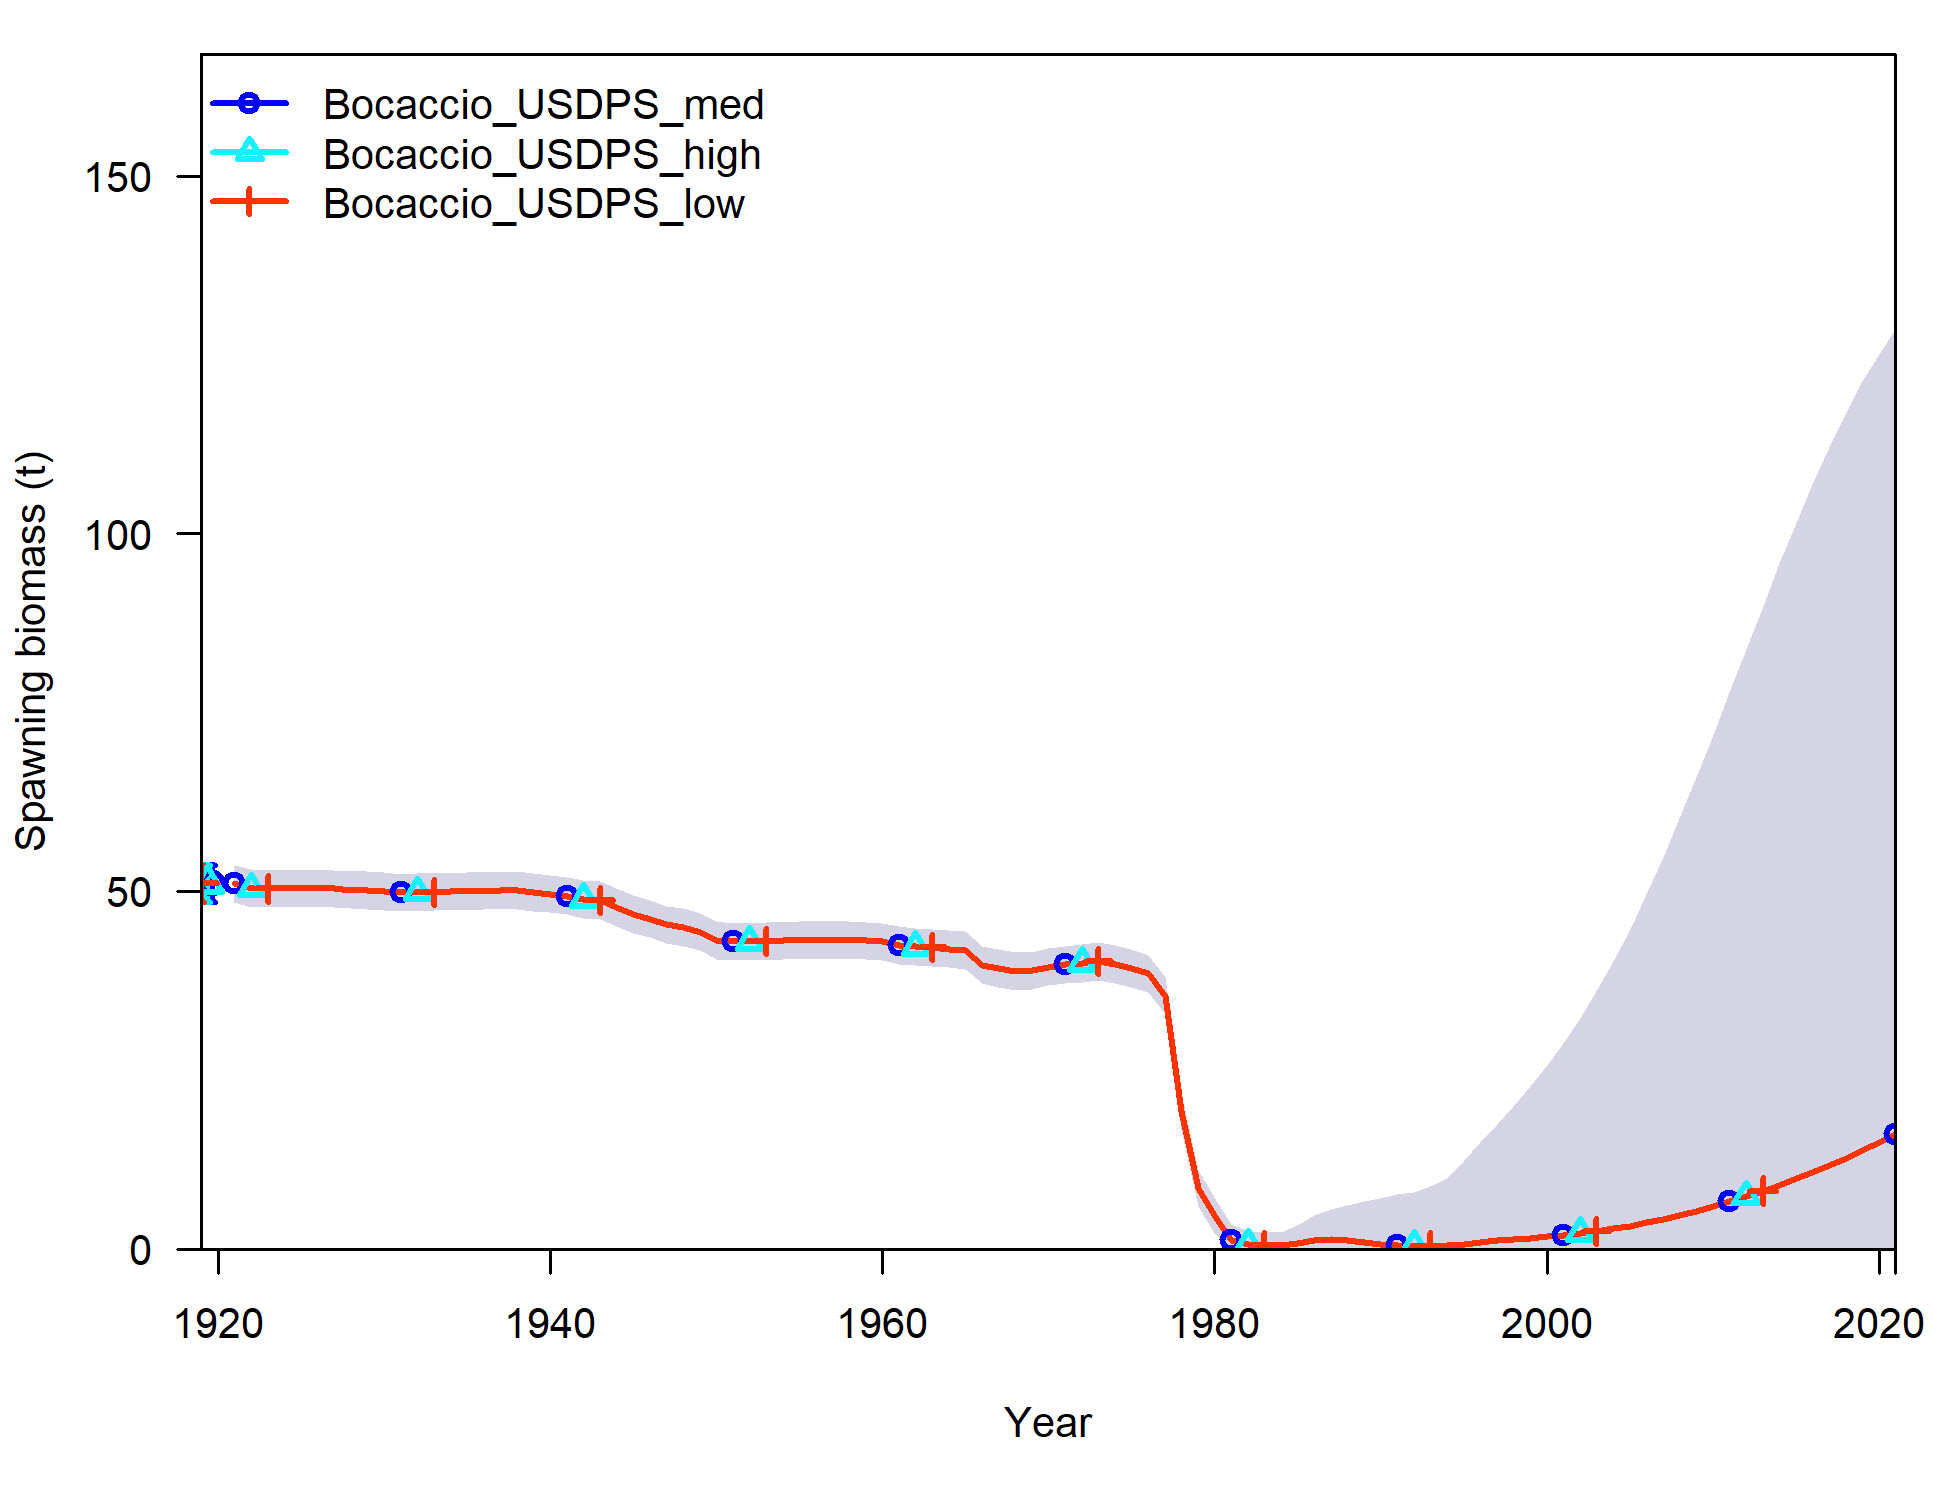 Bocaccio_USDPS_med
Bocaccio_USDPS_high
Bocaccio_USDPS_low
150
100
50
0
Spawning biomass (t)
1920 1940 1960 1980 2000 2020
Year